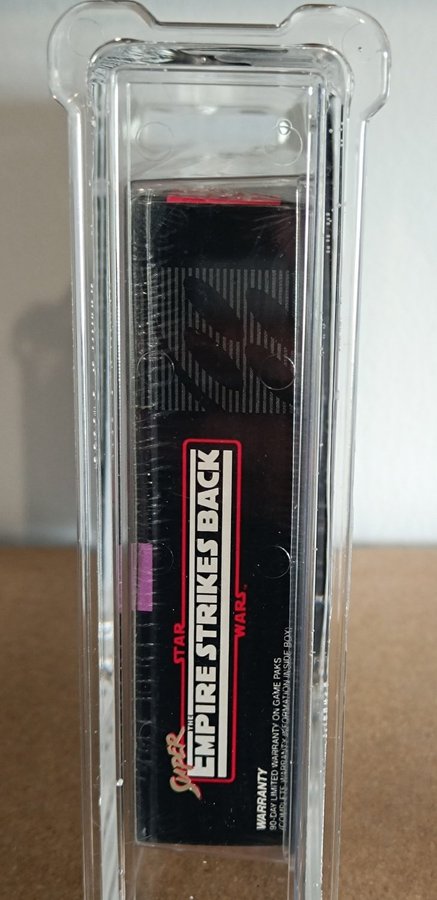 SUPER
STAR
THE
EMPIRE STRIKES BACK
WARS™
WARRANTY
90-DAY LIMITED WARRANTY ON GAME PAKS
(COMPLETE WARRANTY INFORMATION INSIDE BOX)